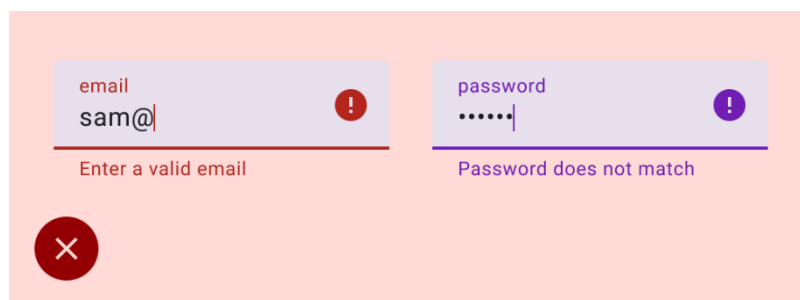 email
sam@
Enter a valid email
password
••••••
Password does not match